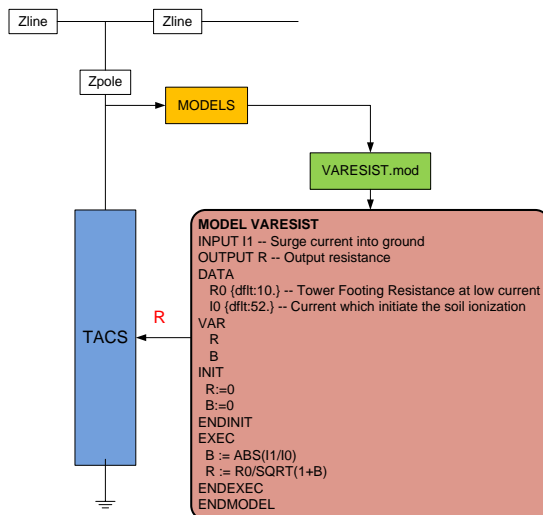 Zline
Zline
Zpole
MODELS
VARESIST.mod
TACS
R
MODEL VARESIST
INPUT I1 -- Surge current into ground
OUTPUT R -- Output resistance
DATA
R0 {dflt:10.} -- Tower Footing Resistance at low current
I0 {dflt:52.} -- Current which initiate the soil ionization
VAR
R
B
INIT
R:=0
B:=0
ENDINIT
EXEC
B := ABS(I1/I0)
R := R0/SQRT(1+B)
ENDEXEC
ENDMODEL